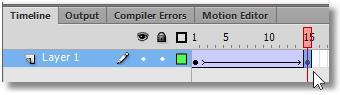 Timeline Output Compiler Errors Motion Editor
1 5 10 15
Layer 1